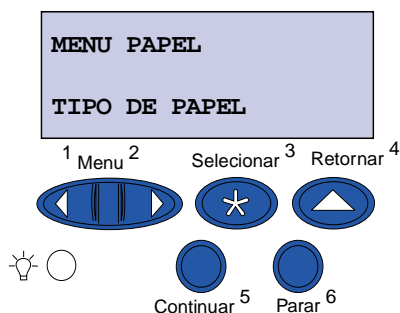 MENU PAPEL
TIPO DE PAPEL
1 Menu 2 Selecionar 3 Retornar 4
Continuar 5 Parar 6